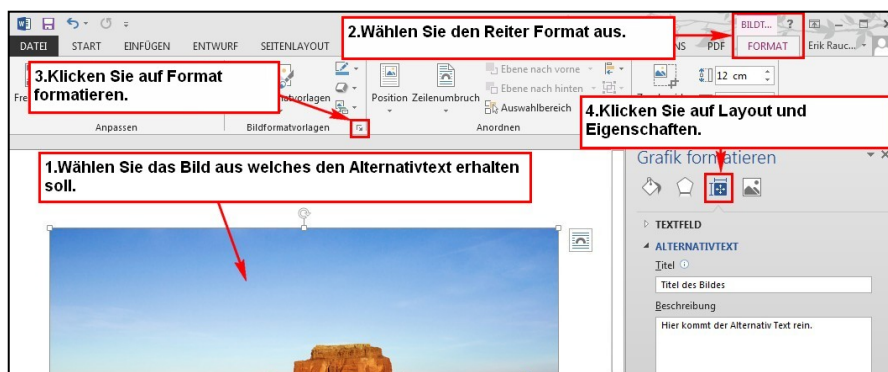 BILDT... ?
DATEI START EINFÜGEN ENTWURF SEITENLAYOUT PDF FORMAT Erik Rauc...
2.Wählen Sie den Reiter Format aus.
3.Klicken Sie auf Format
formatieren.
Position Zeilenumbruch
Ebene nach vorne
Ebene nach hinten
Auswahlbereich
12 cm
Anpassen Bildformatvorlagen Anordnen
4.Klicken Sie auf Layout und
Eigenschaften.
1.Wählen Sie das Bild aus welches den Alternativtext erhalten
soll.
Grafik formatieren
TEXTFELD
ALTERNATIVTEXT
Titel
Titel des Bildes
Beschreibung
Hier kommt der Alternativ Text rein.